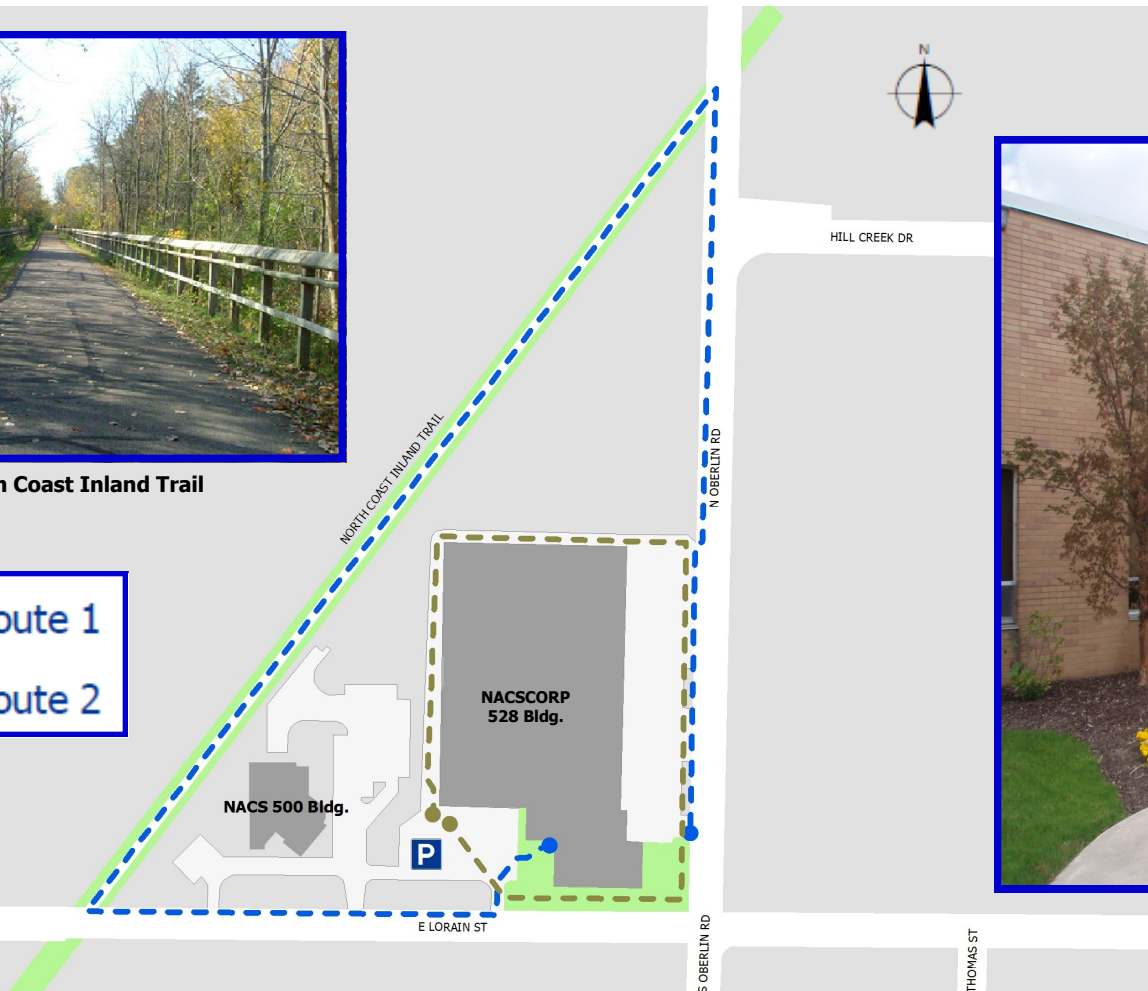 N
HILL CREEK DR
NORTH COAST INLAND TRAIL
N OBERLIN RD
Coast Inland Trail
oute 1
oute 2
NACSCORP
528 Bldg.
NACS 500 Bldg.
P
E LORAIN ST
S OBERLIN RD
THOMAS ST